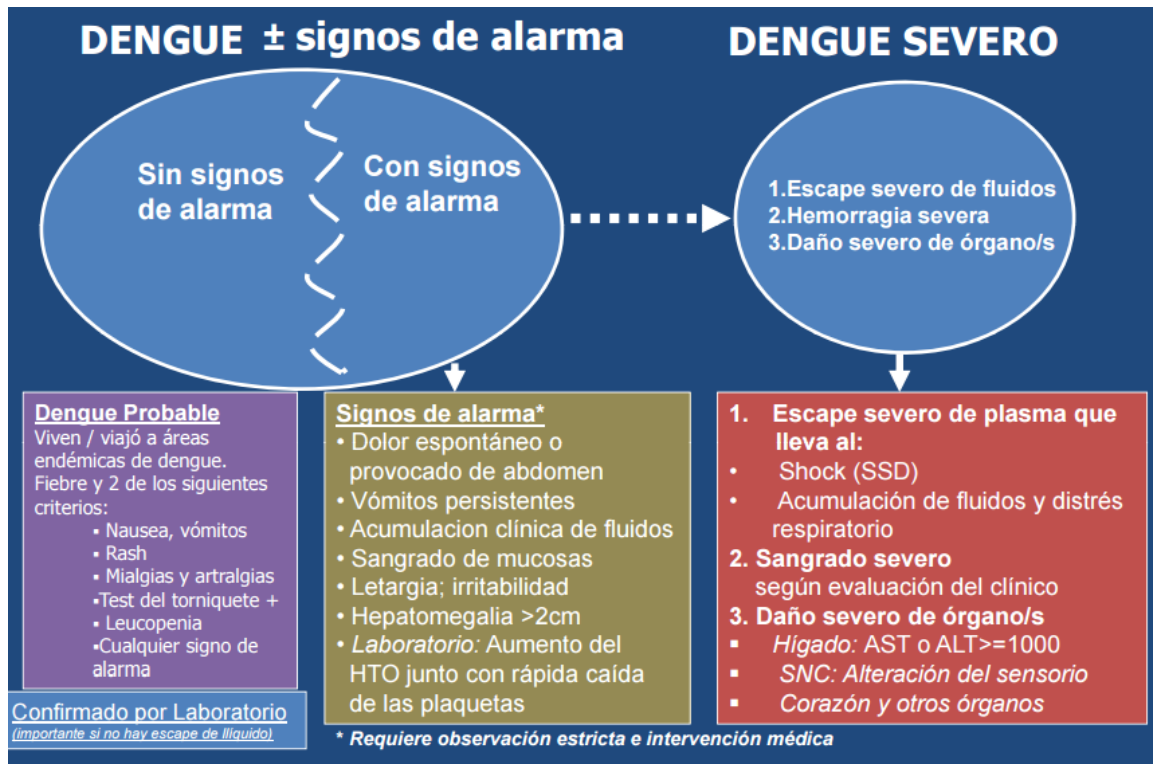 DENGUE ± signos de alarma
DENGUE SEVERO
Sin signos
de alarma
Con signos
de alarma
1.Escape severo de fluidos
2.Hemorragia severa
3.Daño severo de órgano/s
Dengue Probable
Viven / viajó a áreas
endémicas de dengue.
Fiebre y 2 de los siguientes
criterios:
▪ Nausea, vómitos
▪ Rash
▪ Mialgias y artralgias
▪Test del torniquete +
▪ Leucopenia
▪Cualquier signo de
alarma
Confirmado por Laboratorio
(importante si no hay escape de llíquido)
Signos de alarma*
• Dolor espontáneo o
provocado de abdomen
• Vómitos persistentes
• Acumulacion clínica de fluidos
• Sangrado de mucosas
• Letargia; irritabilidad
• Hepatomegalia >2cm
• Laboratorio: Aumento del
HTO junto con rápida caída
de las plaquetas
* Requiere observación estricta e intervención médica
1. Escape severo de plasma que
lleva al:
• Shock (SSD)
• Acumulación de fluidos y distrés
respiratorio
2. Sangrado severo
según evaluación del clínico
3. Daño severo de órgano/s
▪ Hígado: AST o ALT>=1000
▪ SNC: Alteración del sensorio
▪ Corazón y otros órganos